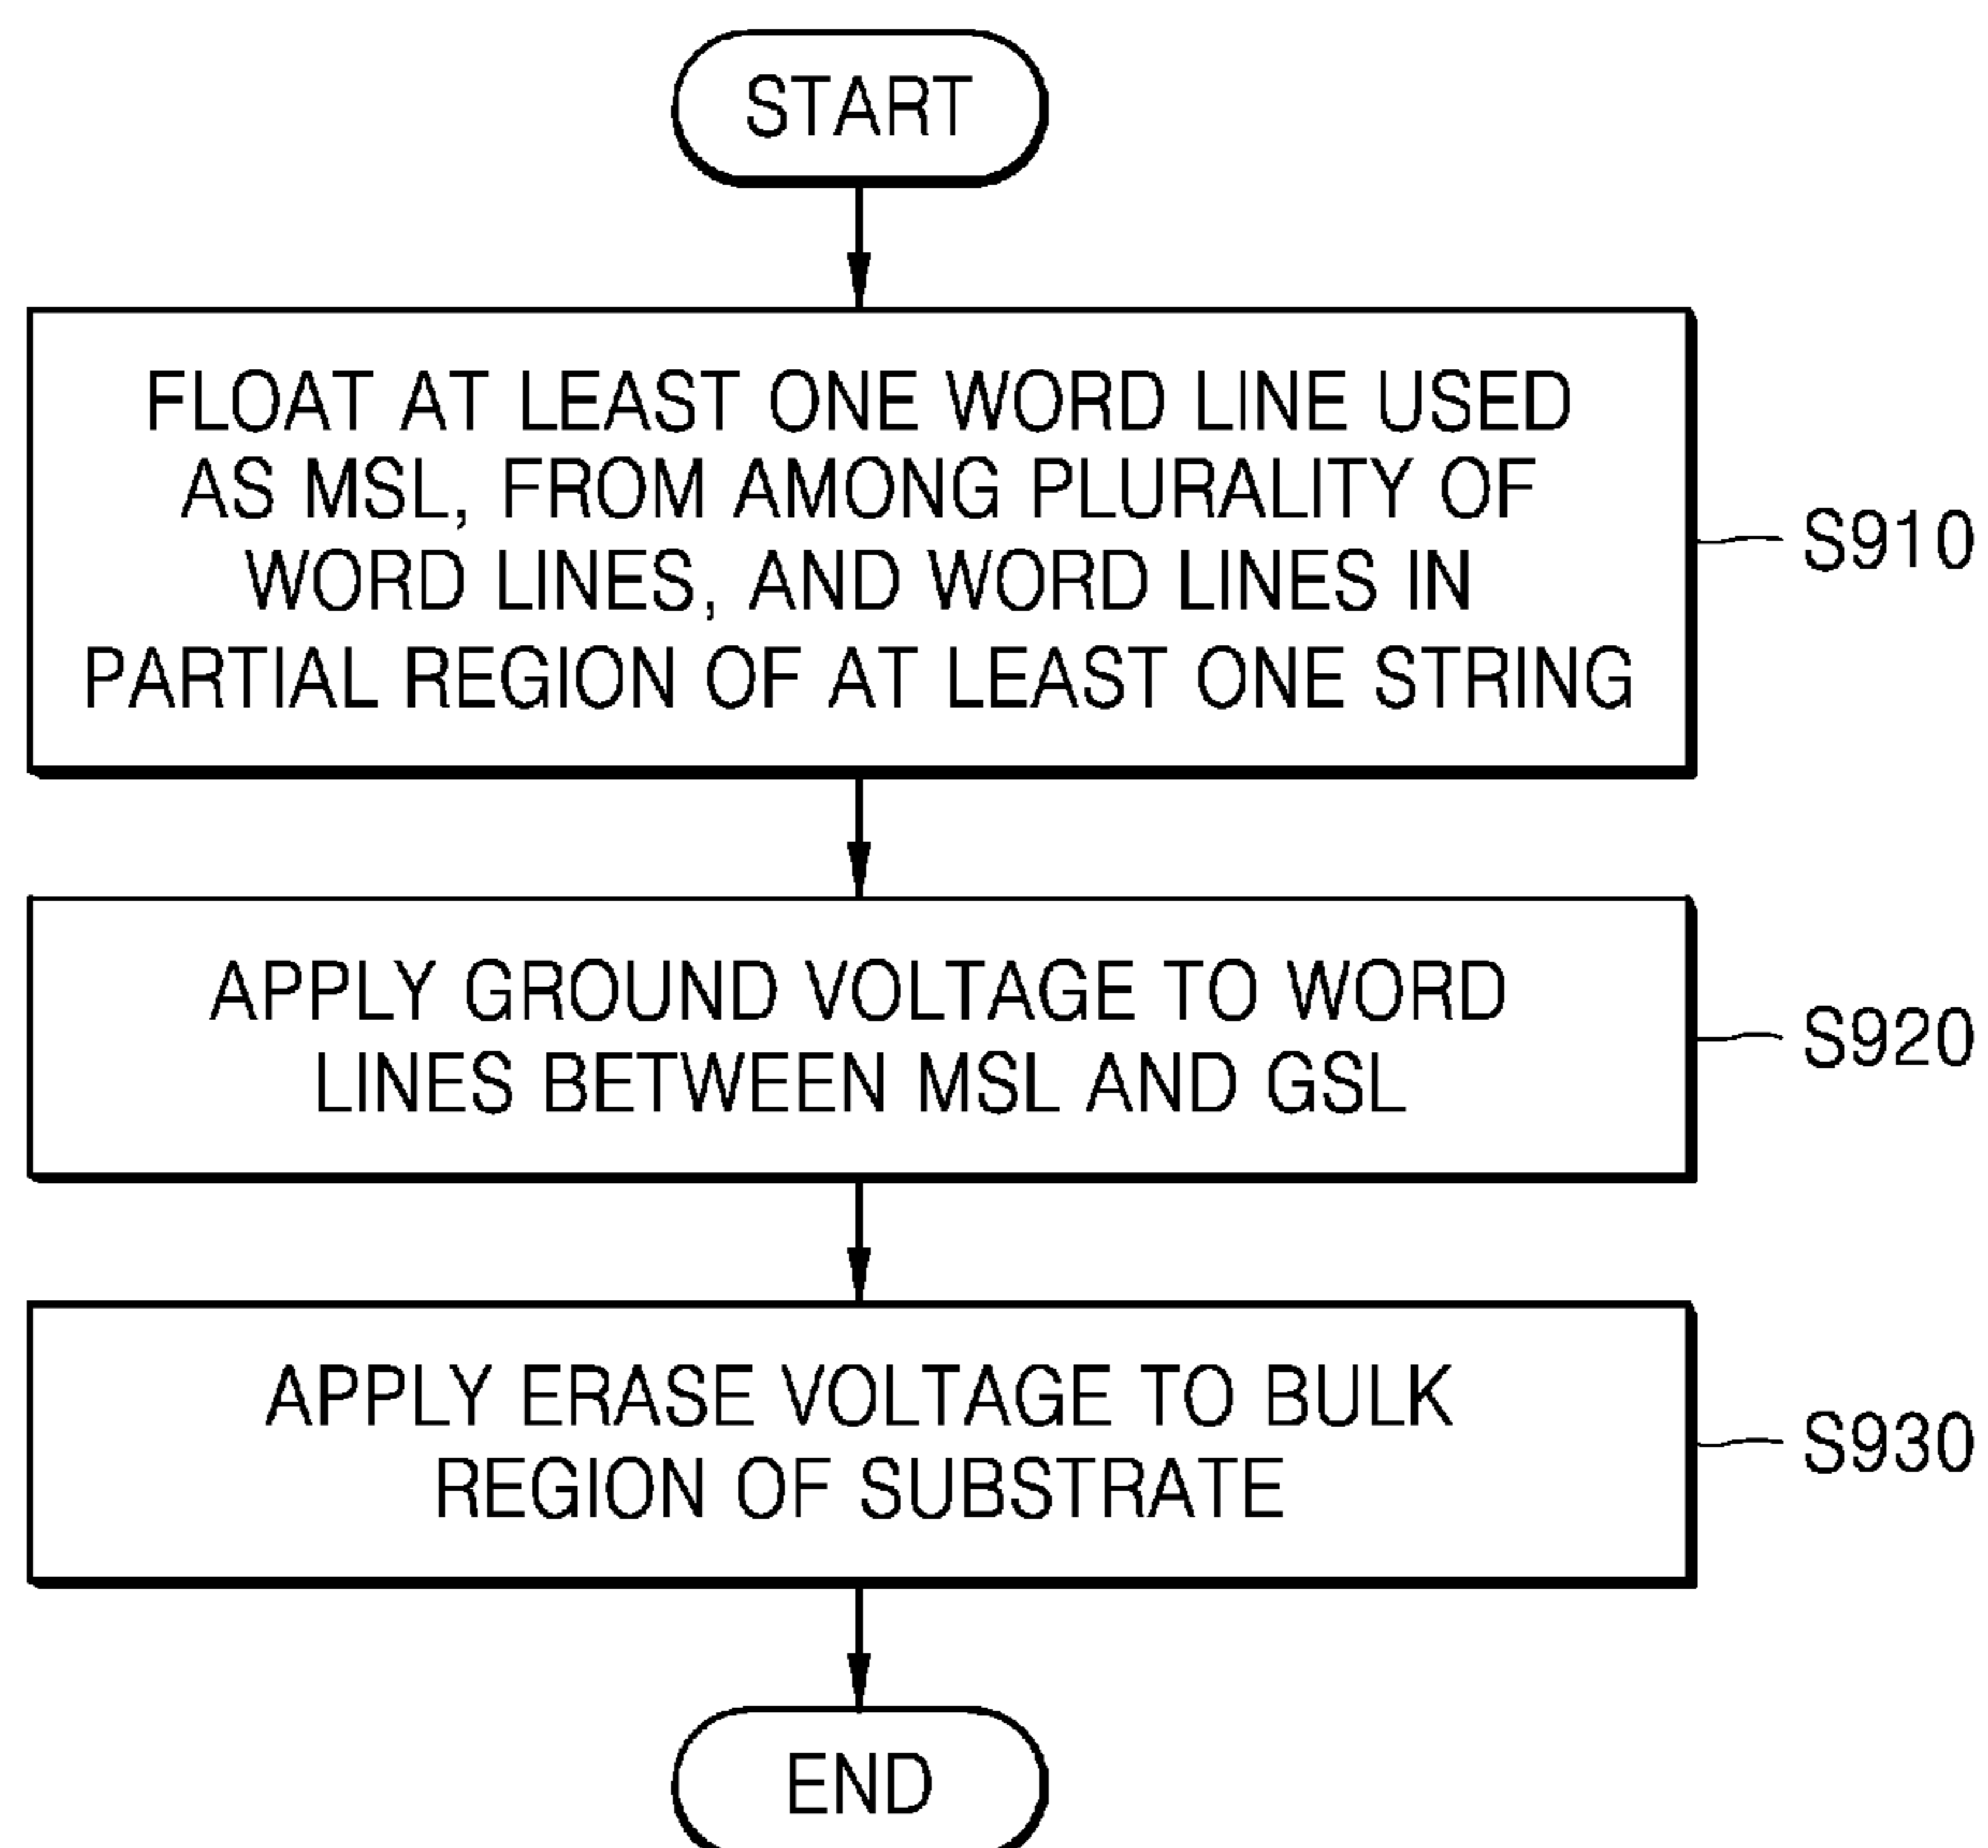 START
FLOAT AT LEAST ONE WORD LINE USED
AS MSL, FROM AMONG PLURALITY OF
WORD LINES, AND WORD LINES IN
PARTIAL REGION OF AT LEAST ONE STRING
S910
APPLY GROUND VOLTAGE TO WORD
LINES BETWEEN MSL AND GSL
S920
APPLY ERASE VOLTAGE TO BULK
REGION OF SUBSTRATE
S930
END